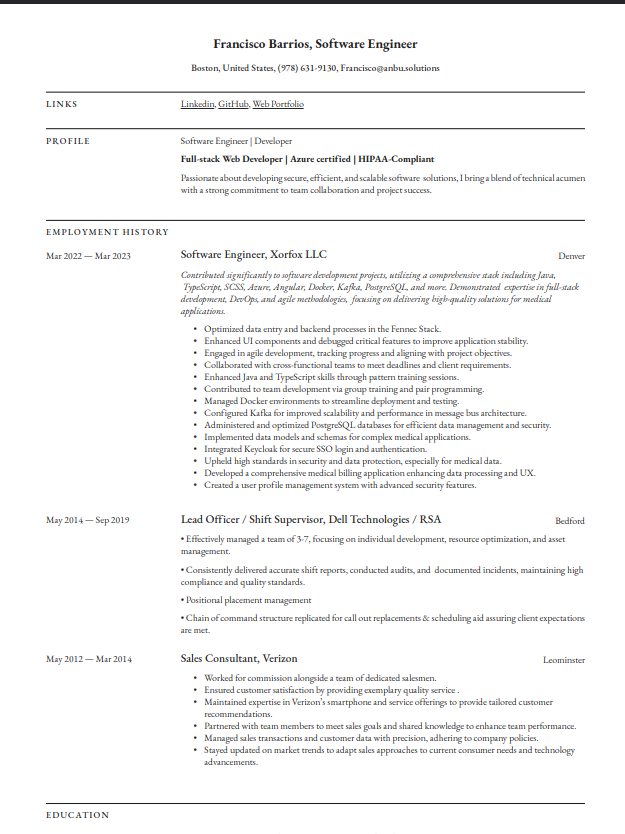 Francisco Barrios, Software Engineer
Boston, United States, (978) 631-9130, Francisco@anbu.solutions
LINKS
Linkedin, GitHub, Web Portfolio
PROFILE
Software Engineer | Developer
Full-stack Web Developer | Azure certified | HIPAA-Compliant
Passionate about developing secure, efficient, and scalable software solutions, I bring a blend of technical acumen
with a strong commitment to team collaboration and project success.
EMPLOYMENT HISTORY
Mar 2022 — Mar 2023
Software Engineer, Xorfox LLC
Denver
Contributed significantly to software development projects, utilizing a comprehensive stack including Java,
TypeScript, SCSS, Azure, Angular, Docker, Kafka, PostgreSQL, and more. Demonstrated expertise in full-stack
development, DevOps, and agile methodologies, focusing on delivering high-quality solutions for medical
applications.
• Optimized data entry and backend processes in the Fennec Stack.
• Enhanced UI components and debugged critical features to improve application stability.
• Engaged in agile development, tracking progress and aligning with project objectives.
• Collaborated with cross-functional teams to meet deadlines and client requirements.
• Enhanced Java and TypeScript skills through pattern training sessions.
• Contributed to team development via group training and pair programming.
• Managed Docker environments to streamline deployment and testing.
• Configured Kafka for improved scalability and performance in message bus architecture.
• Administered and optimized PostgreSQL databases for efficient data management and security.
• Implemented data models and schemas for complex medical applications.
• Integrated Keycloak for secure SSO login and authentication.
• Upheld high standards in security and data protection, especially for medical data.
• Developed a comprehensive medical billing application enhancing data processing and UX.
• Created a user profile management system with advanced security features.
May 2014 — Sep 2019
Lead Officer / Shift Supervisor, Dell Technologies / RSA
Bedford
• Effectively managed a team of 3-7, focusing on individual development, resource optimization, and asset
management.
• Consistently delivered accurate shift reports, conducted audits, and documented incidents, maintaining high
compliance and quality standards.
• Positional placement management
• Chain of command structure replicated for call out replacements & scheduling aid assuring client expectations
are met.
May 2012 — Mar 2014
Sales Consultant, Verizon
Leominster
• Worked for commission alongside a team of dedicated salesmen.
• Ensured customer satisfaction by providing exemplary quality service .
• Maintained expertise in Verizon's smartphone and service offerings to provide tailored customer
recommendations.
• Partnered with team members to meet sales goals and shared knowledge to enhance team performance.
• Managed sales transactions and customer data with precision, adhering to company policies.
• Stayed updated on market trends to adapt sales approaches to current consumer needs and technology
advancements.
EDUCATION